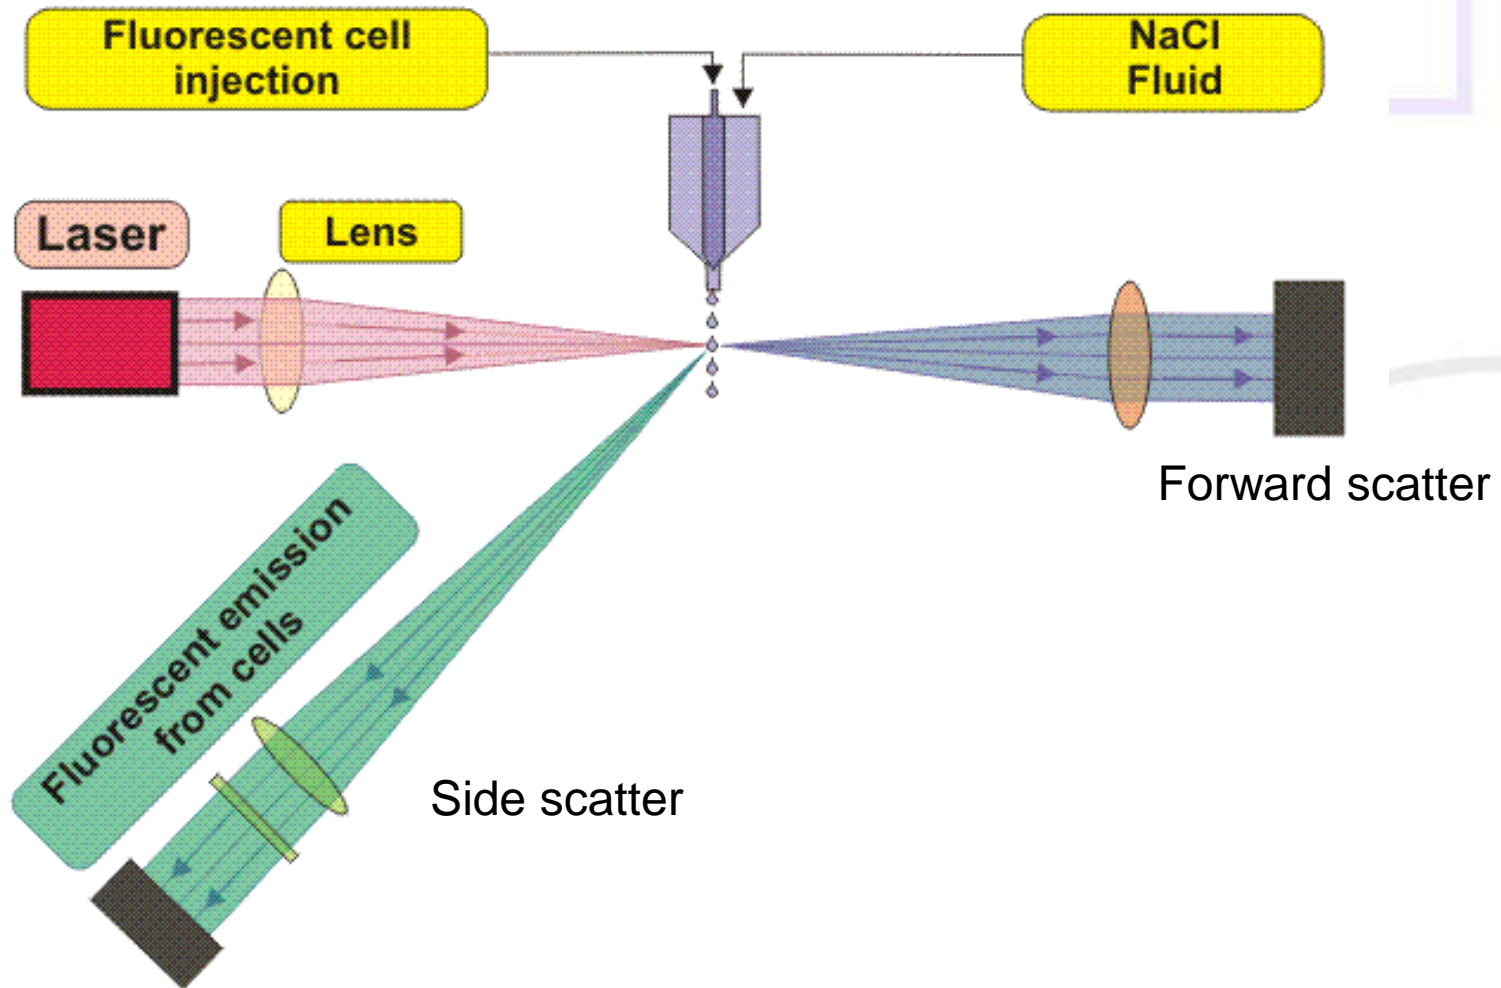 Fluorescent cell
injection
NaCl
Fluid
Laser
Lens
Forward scatter
Fluorescent emission
from cells
Side scatter